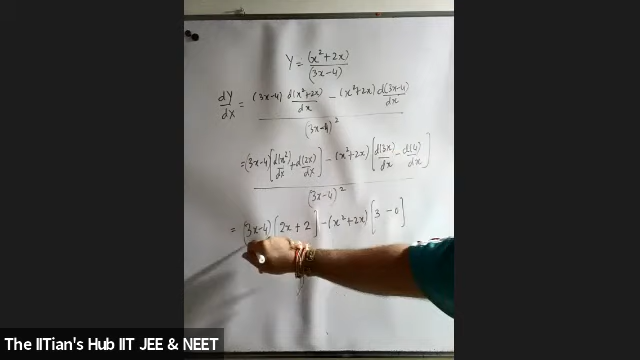 Y = (x²+2x)/(3x-4)
dY/dx = ((3x-4) d(x²+2x)/dx - (x²+2x) d(3x-4)/dx)/(3x-4)²
= ((3x-4)[d(x²)/dx + d(2x)/dx] - (x²+2x)[d(3x)/dx - d(4)/dx])/(3x-4)²
= (3x-4)[2x+2] - (x²+2x)[3-0]
The IITian's Hub IIT JEE & NEET